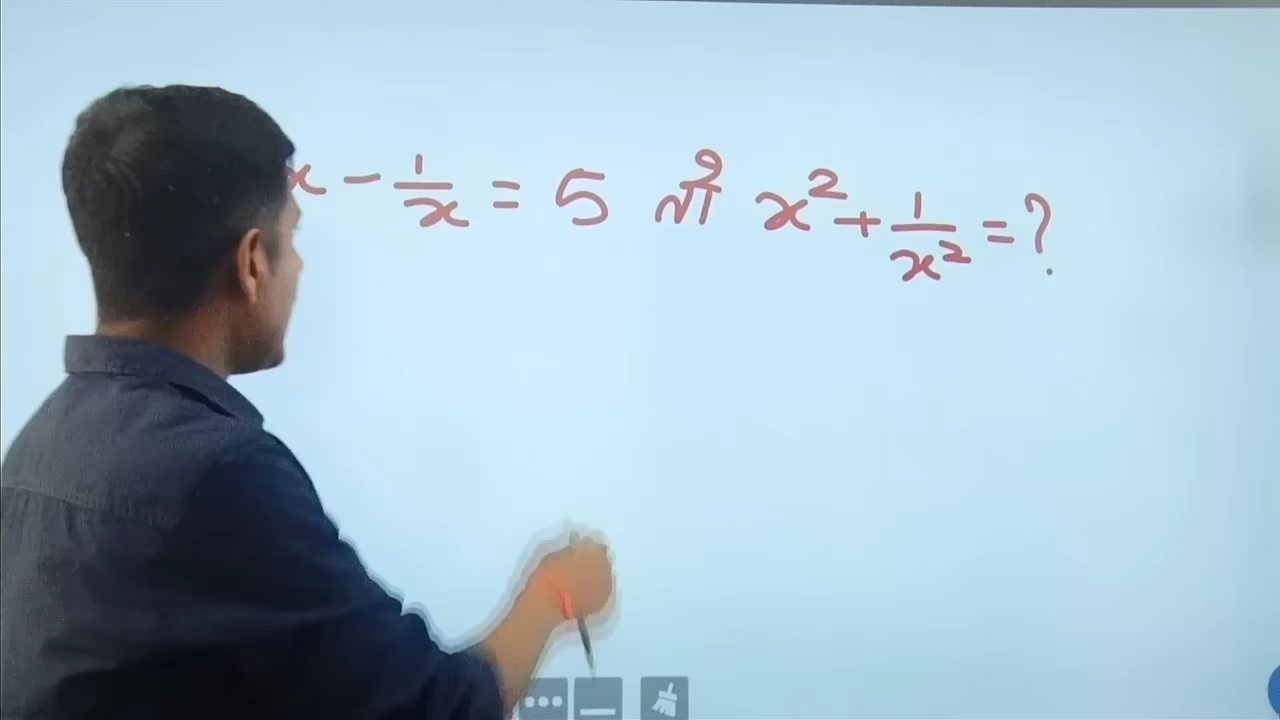 x - 1/x = 5 तो x² + 1/x² = ?